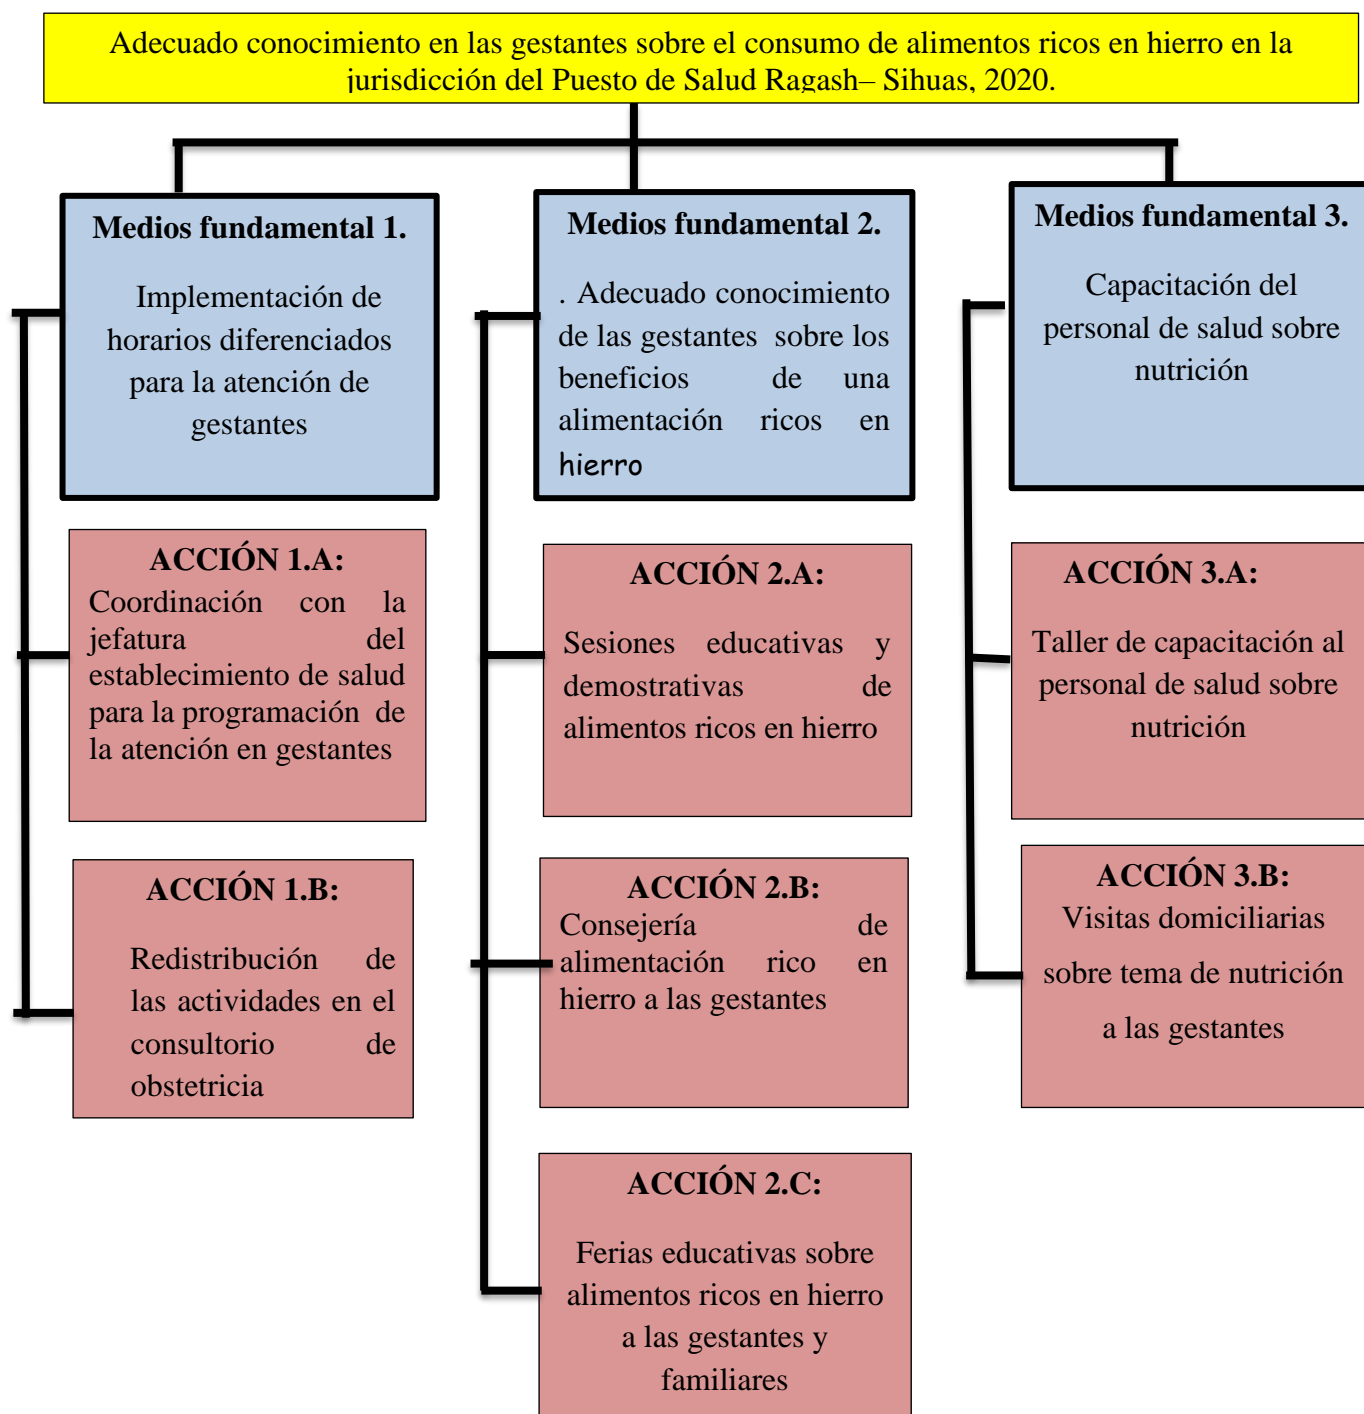 Adecuado conocimiento en las gestantes sobre el consumo de alimentos ricos en hierro en la
jurisdicción del Puesto de Salud Ragash– Sihuas, 2020.
Medios fundamental 1.
Implementación de
horarios diferenciados
para la atención de
gestantes
ACCIÓN 1.A:
Coordinación con la
jefatura del
establecimiento de salud
para la programación de
la atención en gestantes
ACCIÓN 1.B:
Redistribución de
las actividades en el
consultorio de
obstetricia
Medios fundamental 2.
. Adecuado conocimiento
de las gestantes sobre los
beneficios de una
alimentación ricos en
hierro
ACCIÓN 2.A:
Sesiones educativas y
demostrativas de
alimentos ricos en hierro
ACCIÓN 2.B:
Consejería de
alimentación rico en
hierro a las gestantes
ACCIÓN 2.C:
Ferias educativas sobre
alimentos ricos en hierro
a las gestantes y
familiares
Medios fundamental 3.
Capacitación del
personal de salud sobre
nutrición
ACCIÓN 3.A:
Taller de capacitación al
personal de salud sobre
nutrición
ACCIÓN 3.B:
Visitas domiciliarias
sobre tema de nutrición
a las gestantes